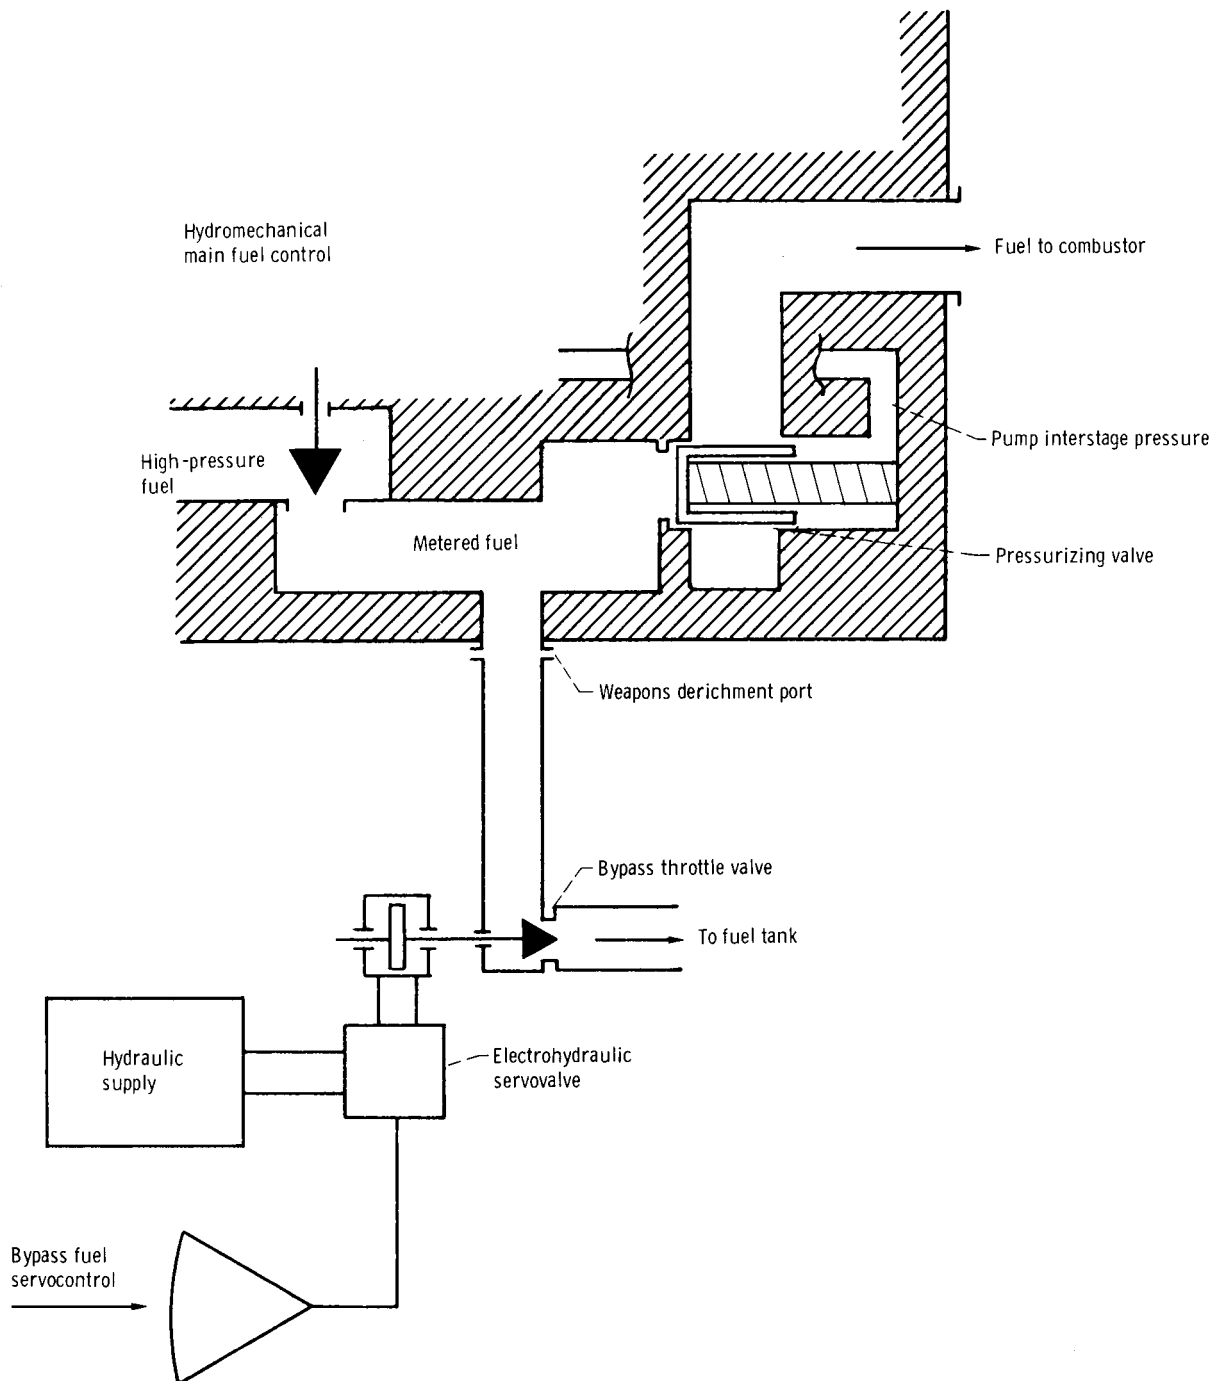 Hydromechanical
main fuel control
Fuel to combustor
High-pressure
fuel
Pump interstage pressure
Metered fuel
Pressurizing valve
Weapons derichment port
Bypass throttle valve
To fuel tank
Hydraulic
supply
Electrohydraulic
servovalve
Bypass fuel
servocontrol